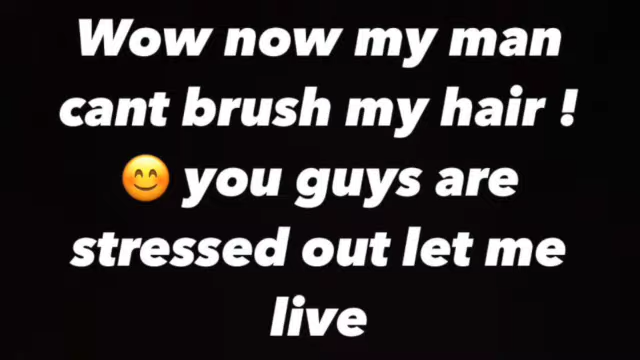 Wow now my man
cant brush my hair !
😊 you guys are
stressed out let me
live